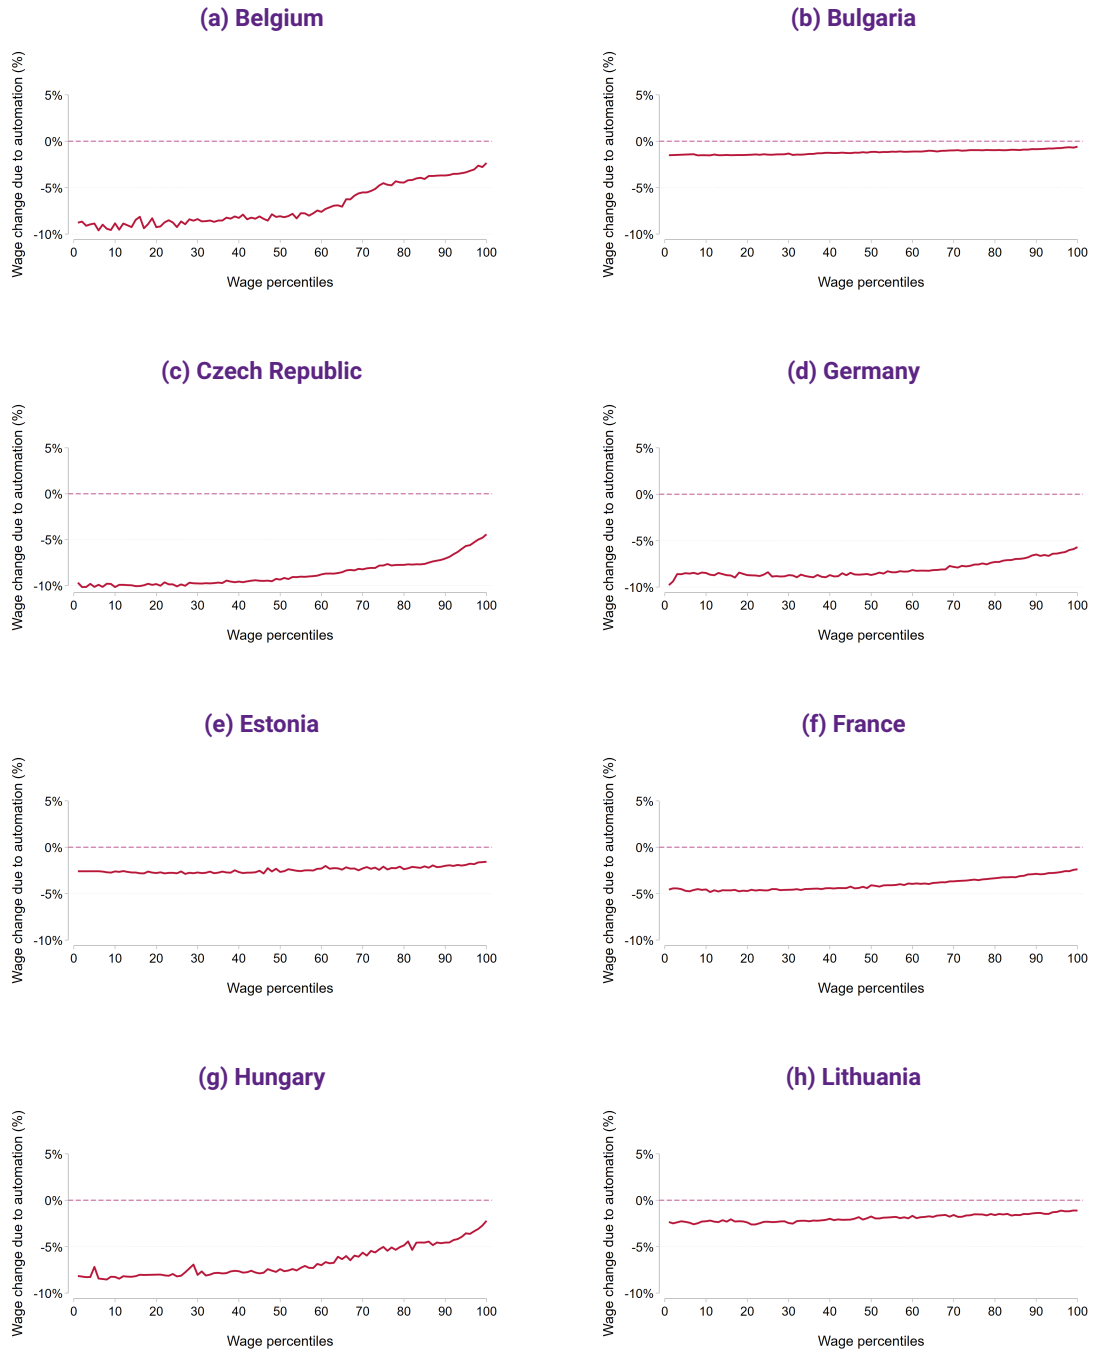 (a) Belgium
Wage change due to automation (%)
5%
0%
-5%
-10%
0 10 20 30 40 50 60 70 80 90 100
Wage percentiles
(b) Bulgaria
Wage change due to automation (%)
5%
0%
-5%
-10%
0 10 20 30 40 50 60 70 80 90 100
Wage percentiles
(c) Czech Republic
Wage change due to automation (%)
5%
0%
-5%
-10%
0 10 20 30 40 50 60 70 80 90 100
Wage percentiles
(d) Germany
Wage change due to automation (%)
5%
0%
-5%
-10%
0 10 20 30 40 50 60 70 80 90 100
Wage percentiles
(e) Estonia
Wage change due to automation (%)
5%
0%
-5%
-10%
0 10 20 30 40 50 60 70 80 90 100
Wage percentiles
(f) France
Wage change due to automation (%)
5%
0%
-5%
-10%
0 10 20 30 40 50 60 70 80 90 100
Wage percentiles
(g) Hungary
Wage change due to automation (%)
5%
0%
-5%
-10%
0 10 20 30 40 50 60 70 80 90 100
Wage percentiles
(h) Lithuania
Wage change due to automation (%)
5%
0%
-5%
-10%
0 10 20 30 40 50 60 70 80 90 100
Wage percentiles